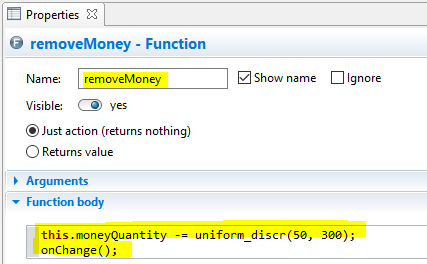 Properties
removeMoney - Function
Name: removeMoney Show name Ignore
Visible: yes
Just action (returns nothing)
Returns value
Arguments
Function body
this.moneyQuantity -= uniform_discr(50, 300);
onChange();